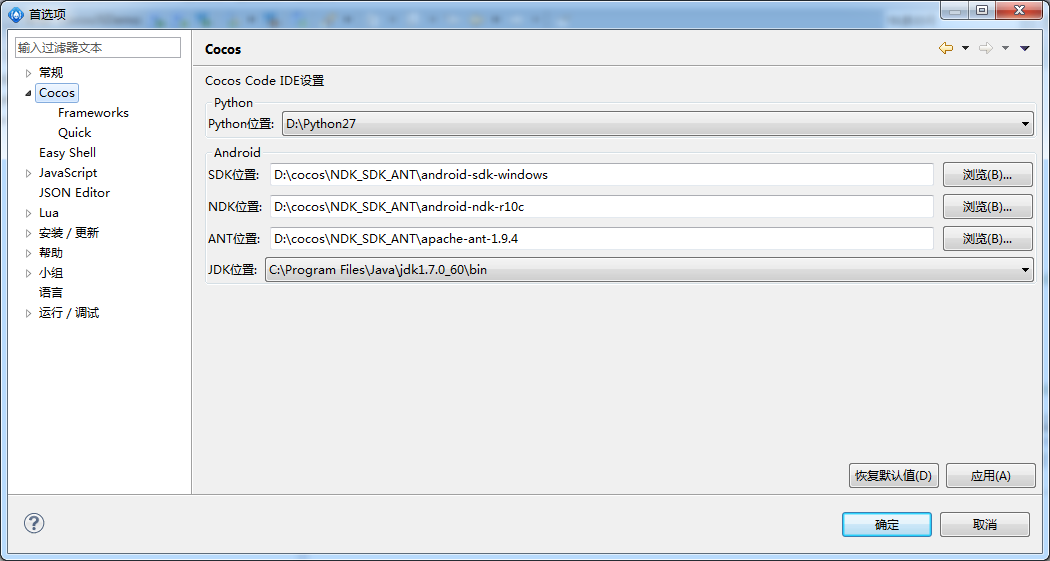 首选项
输入过滤器文本
常规
Cocos
Frameworks
Quick
Easy Shell
JavaScript
JSON Editor
Lua
安装 / 更新
帮助
小组
语言
运行 / 调试
Cocos
Cocos Code IDE设置
Python
Python位置: D:\Python27
Android
SDK位置: D:\cocos\NDK_SDK_ANT\android-sdk-windows 浏览(B)...
NDK位置: D:\cocos\NDK_SDK_ANT\android-ndk-r10c 浏览(B)...
ANT位置: D:\cocos\NDK_SDK_ANT\apache-ant-1.9.4 浏览(B)...
JDK位置: C:\Program Files\Java\jdk1.7.0_60\bin
恢复默认值(D) 应用(A)
? 确定 取消